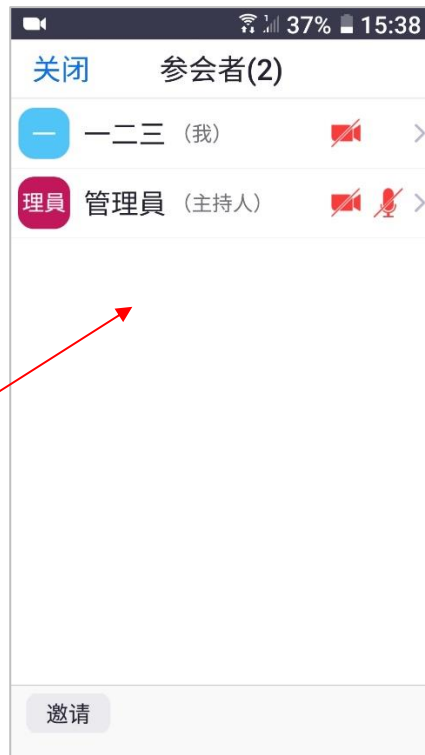 37% 15:38
关闭 参会者(2)
一 一二三 (我)
理員 管理員 (主持人)
邀请